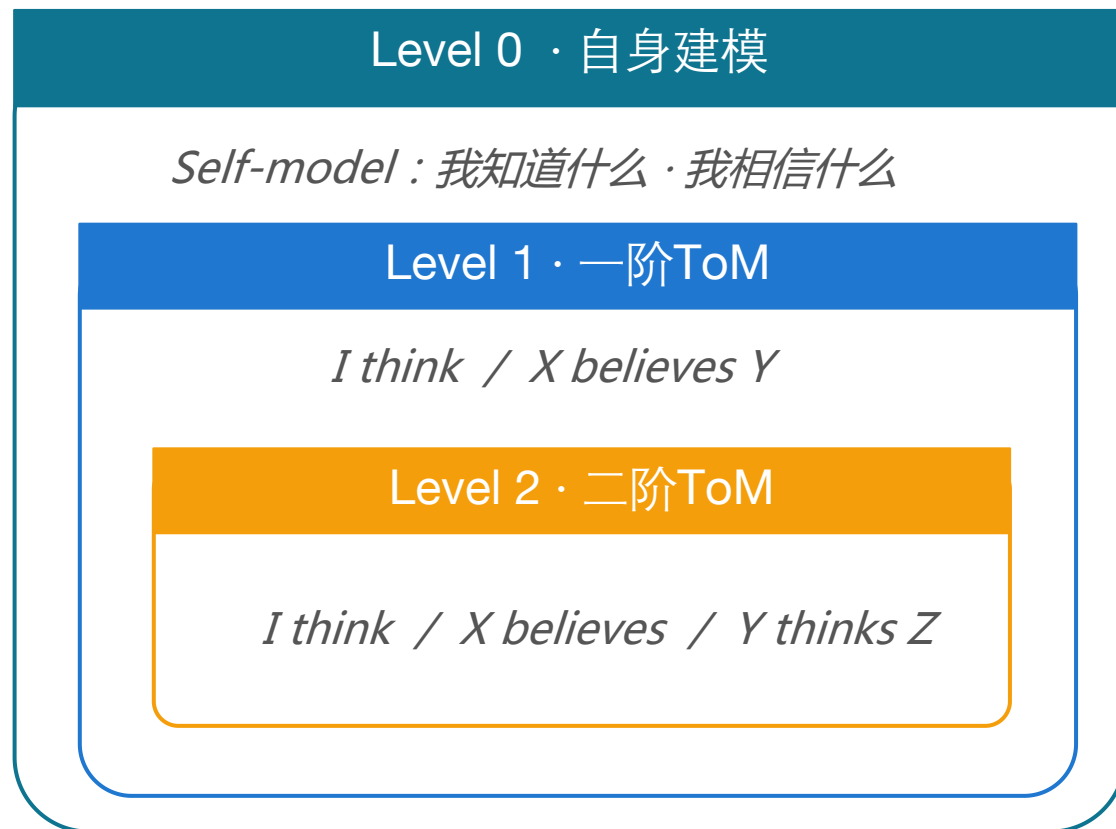 Level 0 · 自身建模
Self-model：我知道什么 · 我相信什么
Level 1 · 一阶ToM
I think / X believes Y
Level 2 · 二阶ToM
I think / X believes / Y thinks Z